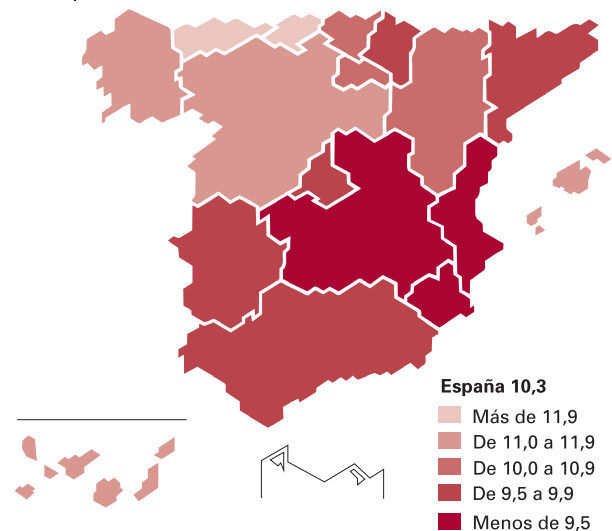 España 10,3
Más de 11,9
De 11,0 a 11,9
De 10,0 a 10,9
De 9,5 a 9,9
Menos de 9,5